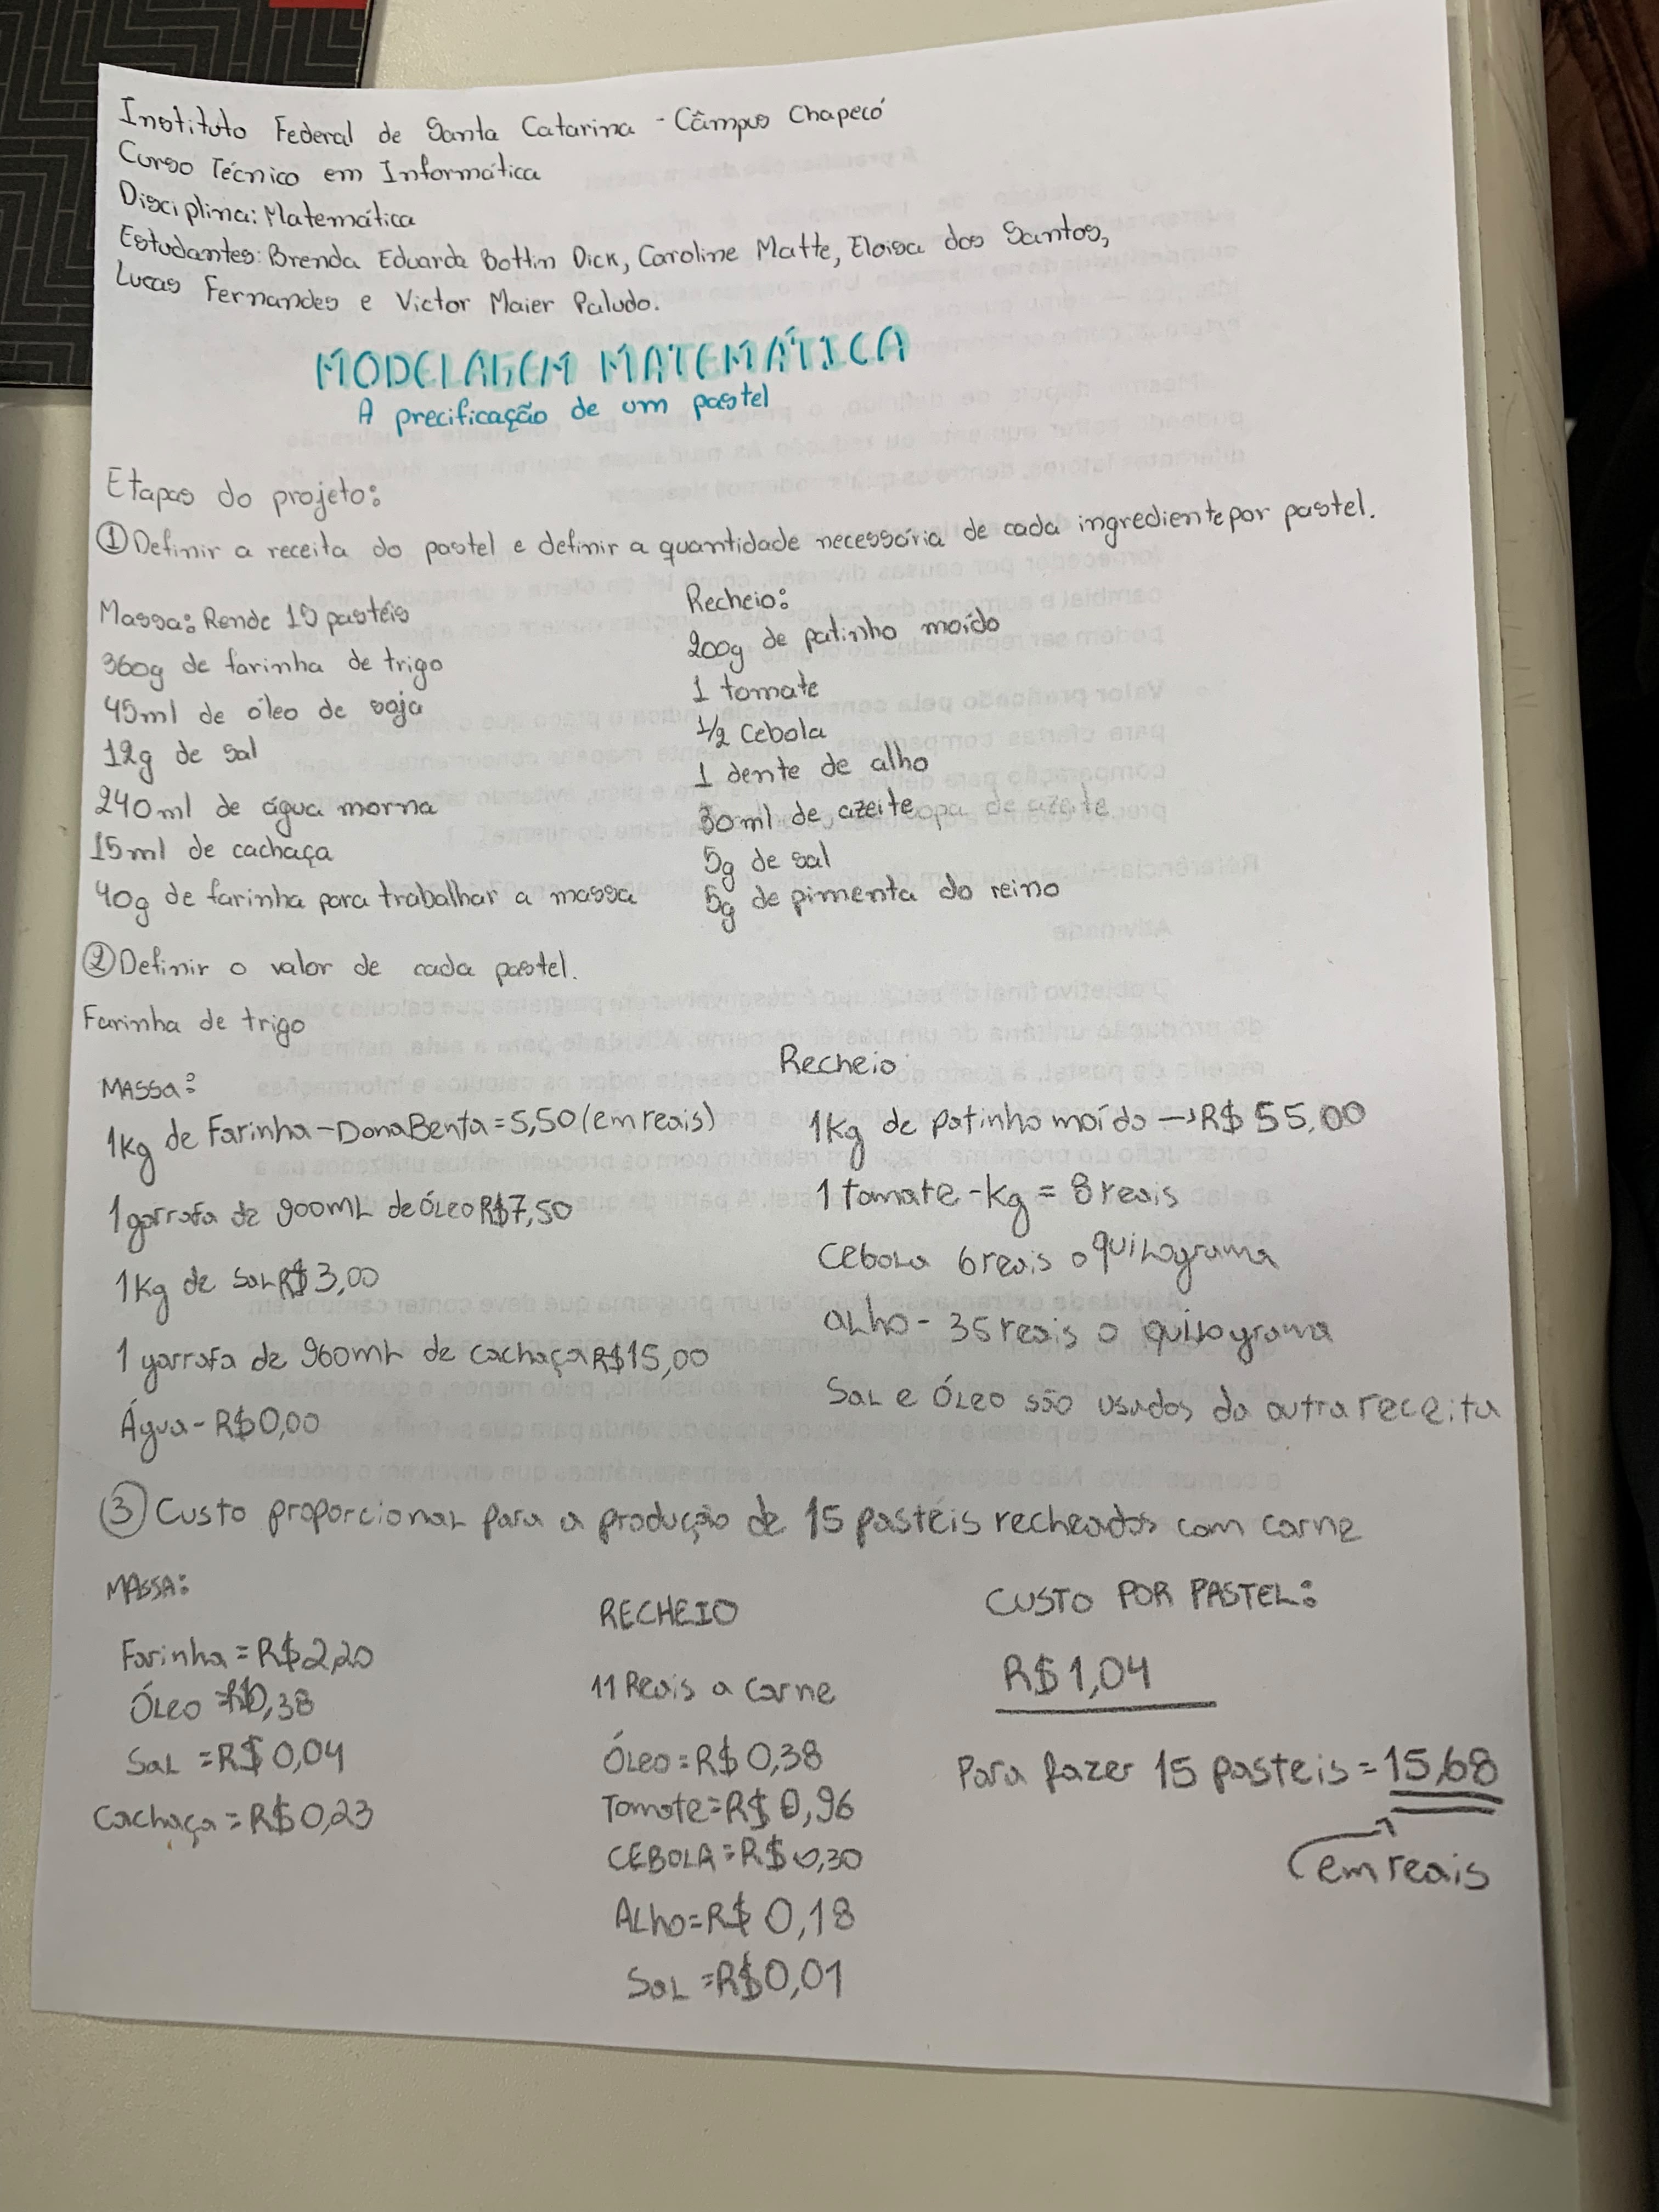 Instituto Federal de Santa Catarina - Câmpus Chapecó
Curso Técnico em Informática
Disciplina: Matemática
Estudantes: Brenda Eduarda Bottin Dick, Caroline Matte, Eloisa dos Santos,
Lucas Fernandes e Victor Maier Paludo.
MODELAGEM MATEMÁTICA
A precificação de um pastel
Etapas do projeto:
① Definir a receita do pastel e definir a quantidade necessária de cada ingrediente por pastel.
Massa: Rende 15 pastéis
360g de farinha de trigo
45ml de óleo de soja
12g de sal
240ml de água morna
15ml de cachaça
40g de farinha para trabalhar a massa
Recheio:
200g de patinho moído
1 tomate
1/2 cebola
1 dente de alho
30ml de azeite
5g de sal
5g de pimenta do reino
② Definir o valor de cada pastel.
Farinha de trigo
MASSA:
1kg de Farinha - Dona Benta = 5,50 (em reais)
1 garrafa de 900mL de Óleo R$7,50
1kg de Sal R$3,00
1 garrafa de 960mL de cachaça R$15,00
Água - R$0,00
Recheio
1kg de patinho moído → R$ 55,00
1 tomate - kg = 8 reais
Cebola 6 reais o quilograma
alho - 35 reais o quilograma
Sal e Óleo são usados da outra receita
③ Custo proporcional para a produção de 15 pastéis recheados com carne
MASSA:
Farinha = R$2,20
Óleo = R$0,38
Sal = R$0,04
Cachaça = R$0,23
RECHEIO
11 Reais a carne
Óleo = R$ 0,38
Tomate = R$ 0,96
CEBOLA = R$ 0,30
Alho = R$ 0,18
Sal = R$0,01
CUSTO POR PASTEL:
R$ 1,04
Para fazer 15 pasteis = 15,68
em reais